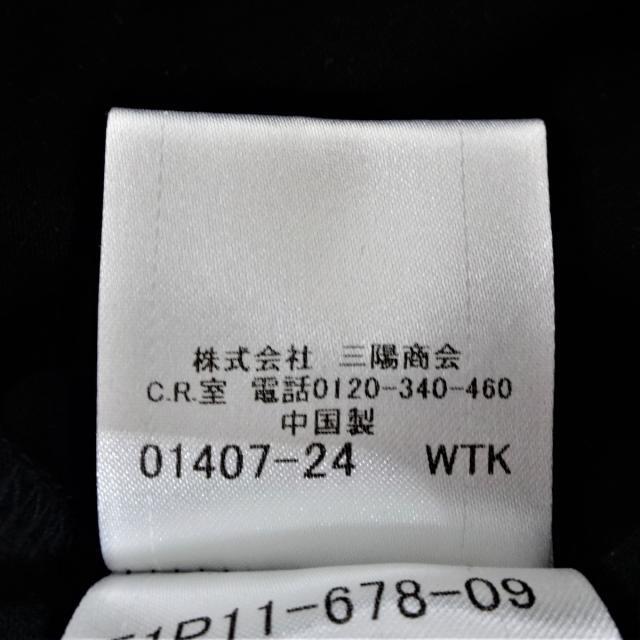 株式会社 三陽商会
C.R.室 電話0120-340-460
中国製
01407-24 WTK
51P11-678-09